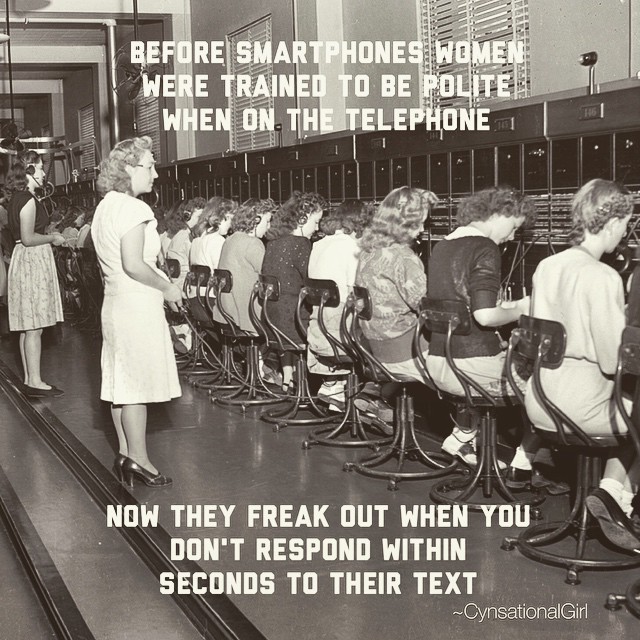 BEFORE SMARTPHONES WOMEN
WERE TRAINED TO BE POLITE
WHEN ON THE TELEPHONE
NOW THEY FREAK OUT WHEN YOU
DON'T RESPOND WITHIN
SECONDS TO THEIR TEXT
~CynsationalGirl